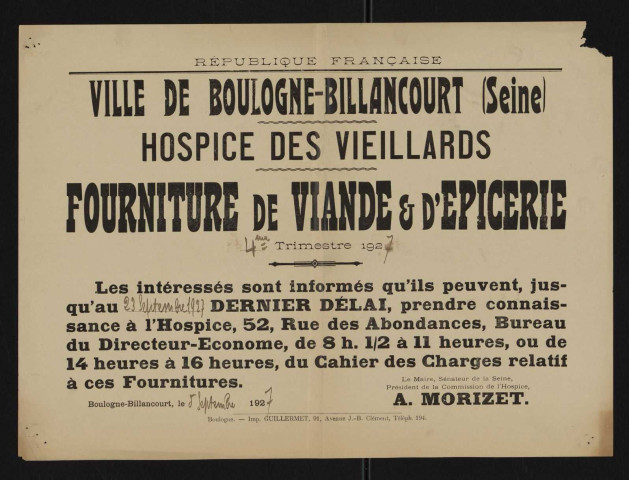 RÉPUBLIQUE FRANÇAISE
VILLE DE BOULOGNE-BILLANCOURT (Seine)
HOSPICE DES VIEILLARDS
FOURNITURE DE VIANDE & D'EPICERIE
4me Trimestre 1927
Les intéressés sont informés qu'ils peuvent, jus-
qu'au 23 Septembre 1927 DERNIER DÉLAI, prendre connais-
sance à l'Hospice, 52, Rue des Abondances, Bureau
du Directeur-Econome, de 8 h. 1/2 à 11 heures, ou de
14 heures à 16 heures, du Cahier des Charges relatif
à ces Fournitures.
Le Maire, Sénateur de la Seine,
Président de la Commission de l'Hospice,
A. MORIZET.
Boulogne-Billancourt, le Septembre 1927
Boulogne. — Imp. GUILLERMET, Avenue J.-B. Clément, Téléph. 294.